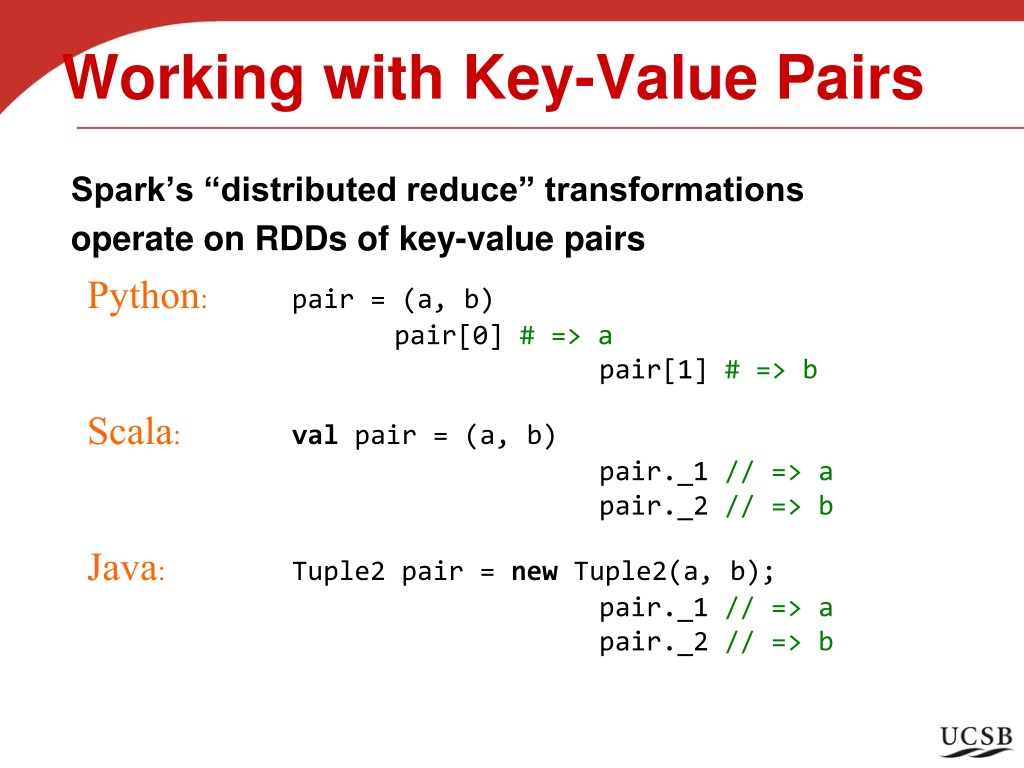 Working with Key-Value Pairs
Spark’s “distributed reduce” transformations
operate on RDDs of key-value pairs
Python: pair = (a, b)
pair[0] # => a
pair[1] # => b
Scala: val pair = (a, b)
pair._1 // => a
pair._2 // => b
Java: Tuple2 pair = new Tuple2(a, b);
pair._1 // => a
pair._2 // => b
UCSB